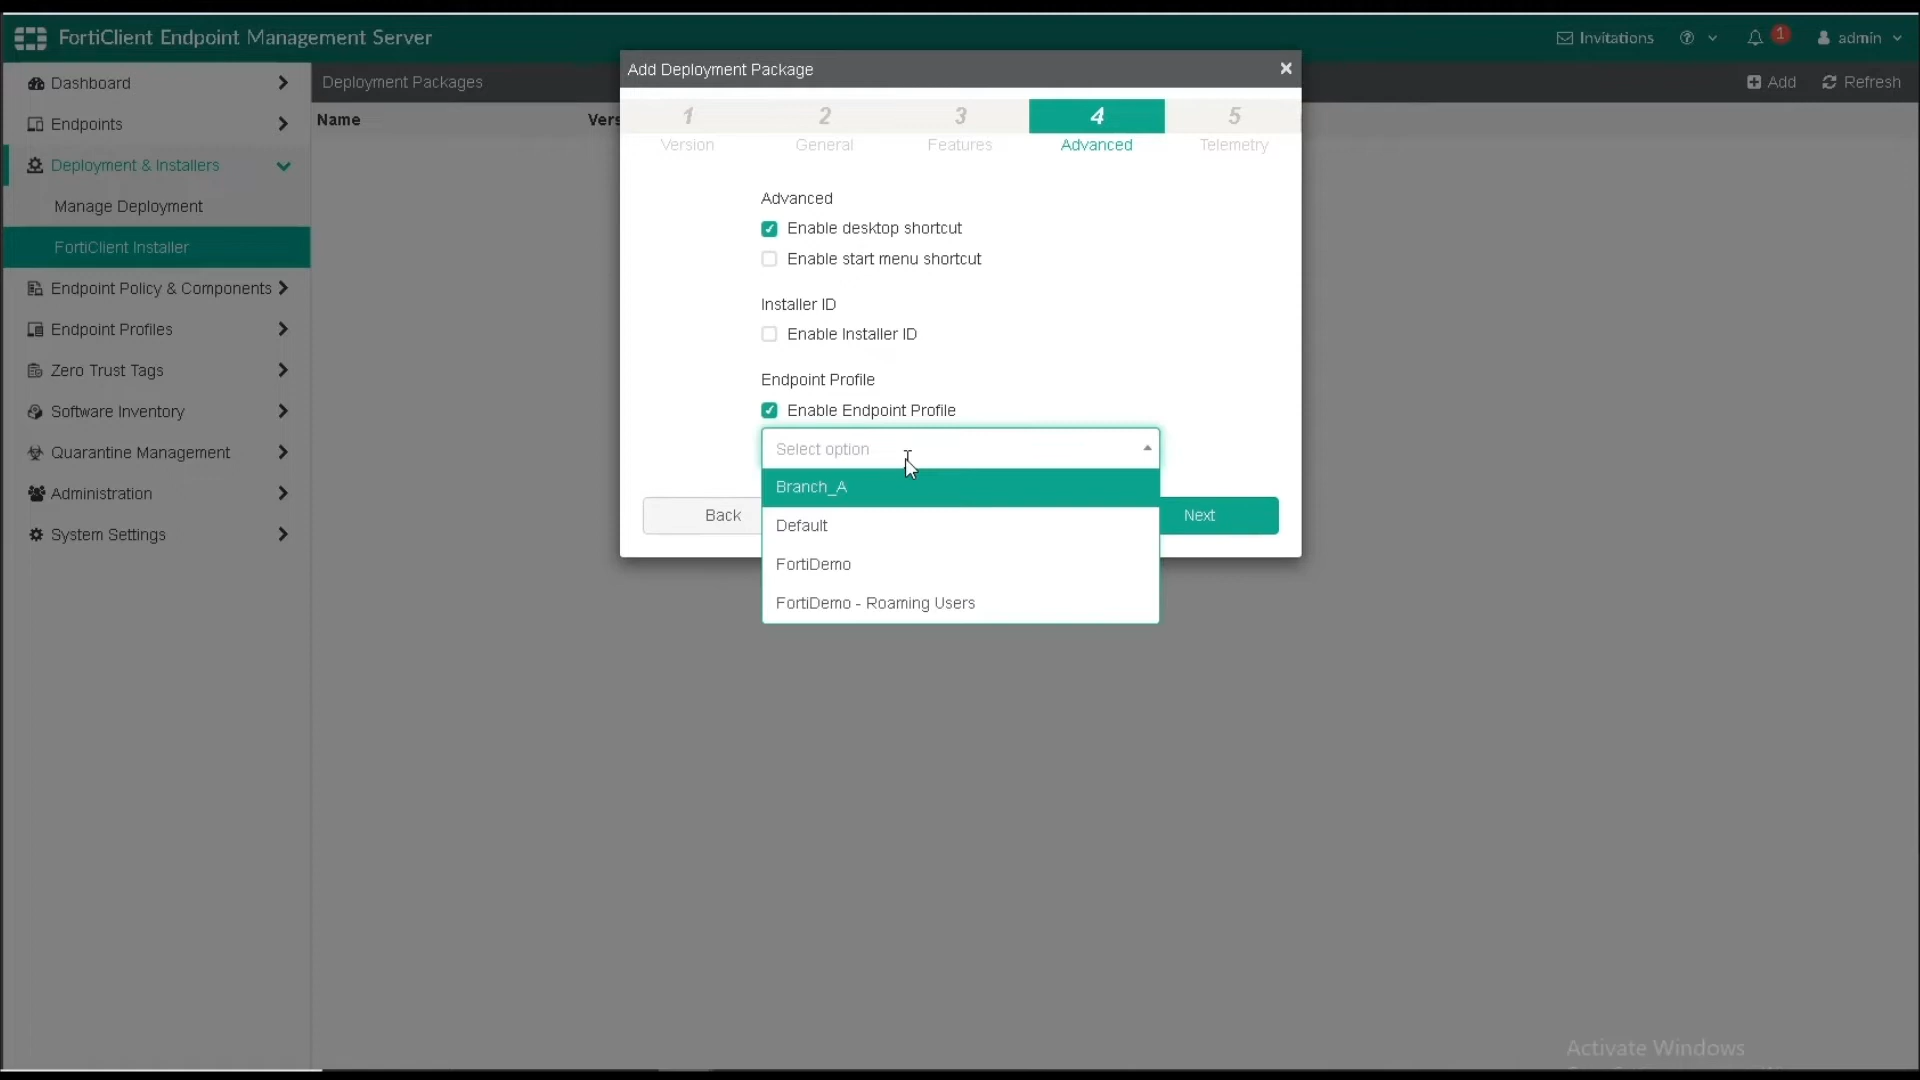 FortiClient Endpoint Management Server
Invitations
1
admin
Dashboard
Endpoints
Deployment & Installers
Manage Deployment
FortiClient Installer
Endpoint Policy & Components
Endpoint Profiles
Zero Trust Tags
Software Inventory
Quarantine Management
Administration
System Settings
Deployment Packages
Add
Refresh
Name
Vers
Add Deployment Package
1 2 3 4 5
Version General Features Advanced Telemetry
Advanced
Enable desktop shortcut
Enable start menu shortcut
Installer ID
Enable Installer ID
Endpoint Profile
Enable Endpoint Profile
Select option
Branch_A
Default
FortiDemo
FortiDemo - Roaming Users
Back
Next
Activate Windows